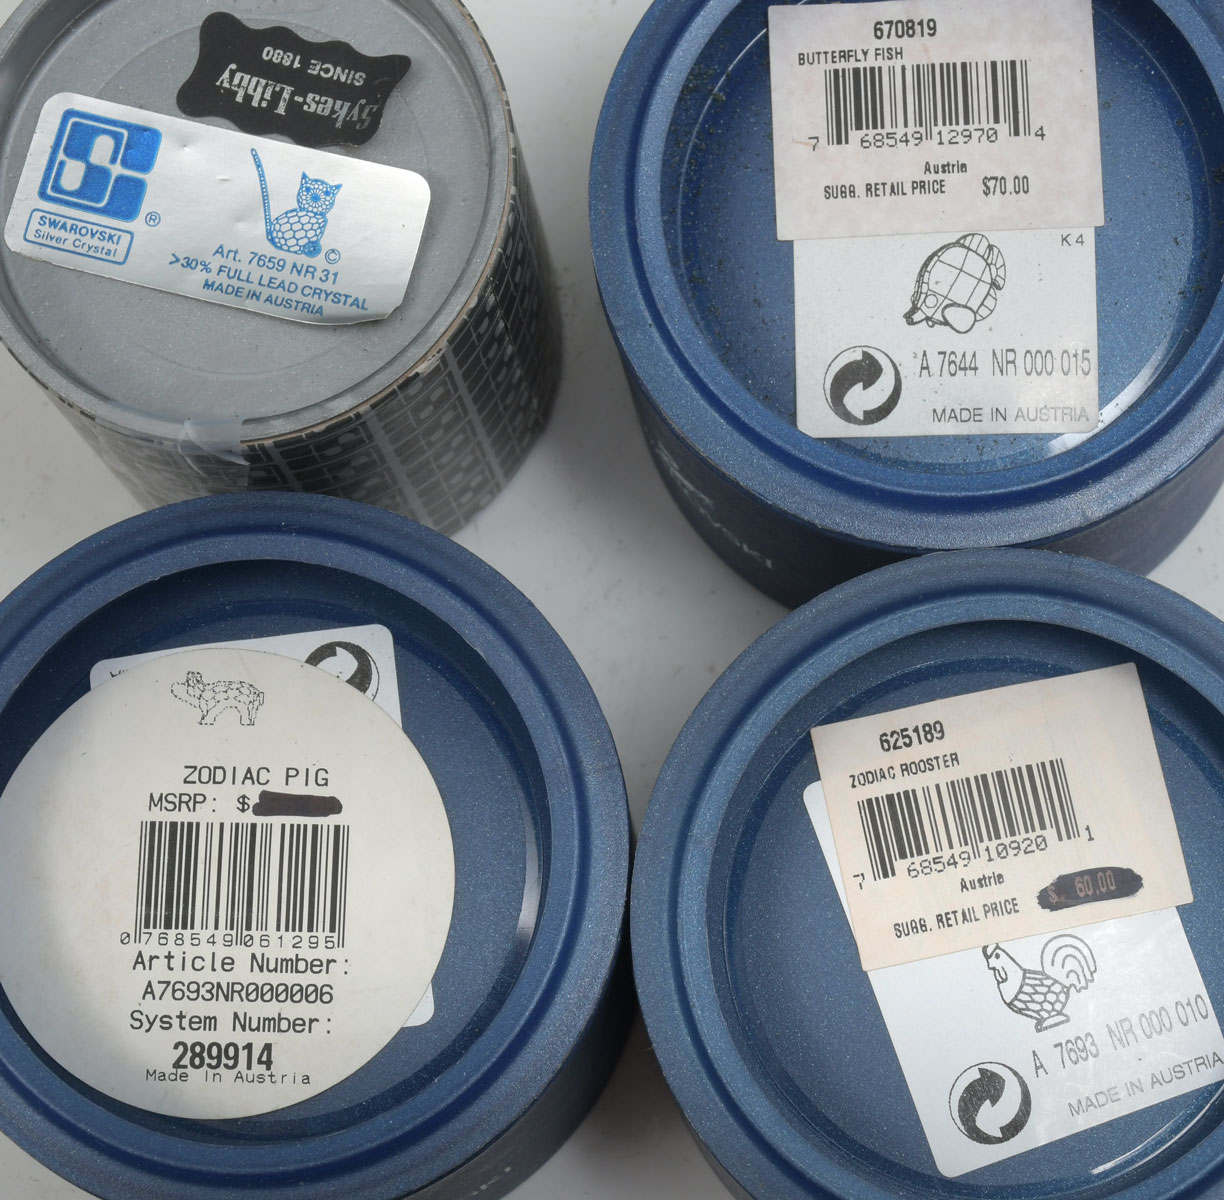 Sykes-Libby
SINCE 1880
SWAROVSKI
Silver Crystal
®
©
Art. 7659 NR 31
>30% FULL LEAD CRYSTAL
MADE IN AUSTRIA
670819
BUTTERFLY FISH
7 68549 12970 4
Austria
SUGG. RETAIL PRICE $70.00
K 4
A 7644 NR 000 015
MADE IN AUSTRIA
ZODIAC PIG
MSRP: $
0 768549 061295
Article Number:
A7693NR000006
System Number:
289914
Made In Austria
625189
ZODIAC ROOSTER
7 68549 10920 1
Austria
SUGG. RETAIL PRICE $ 60.00
A 7693 NR 000 010
MADE IN AUSTRIA